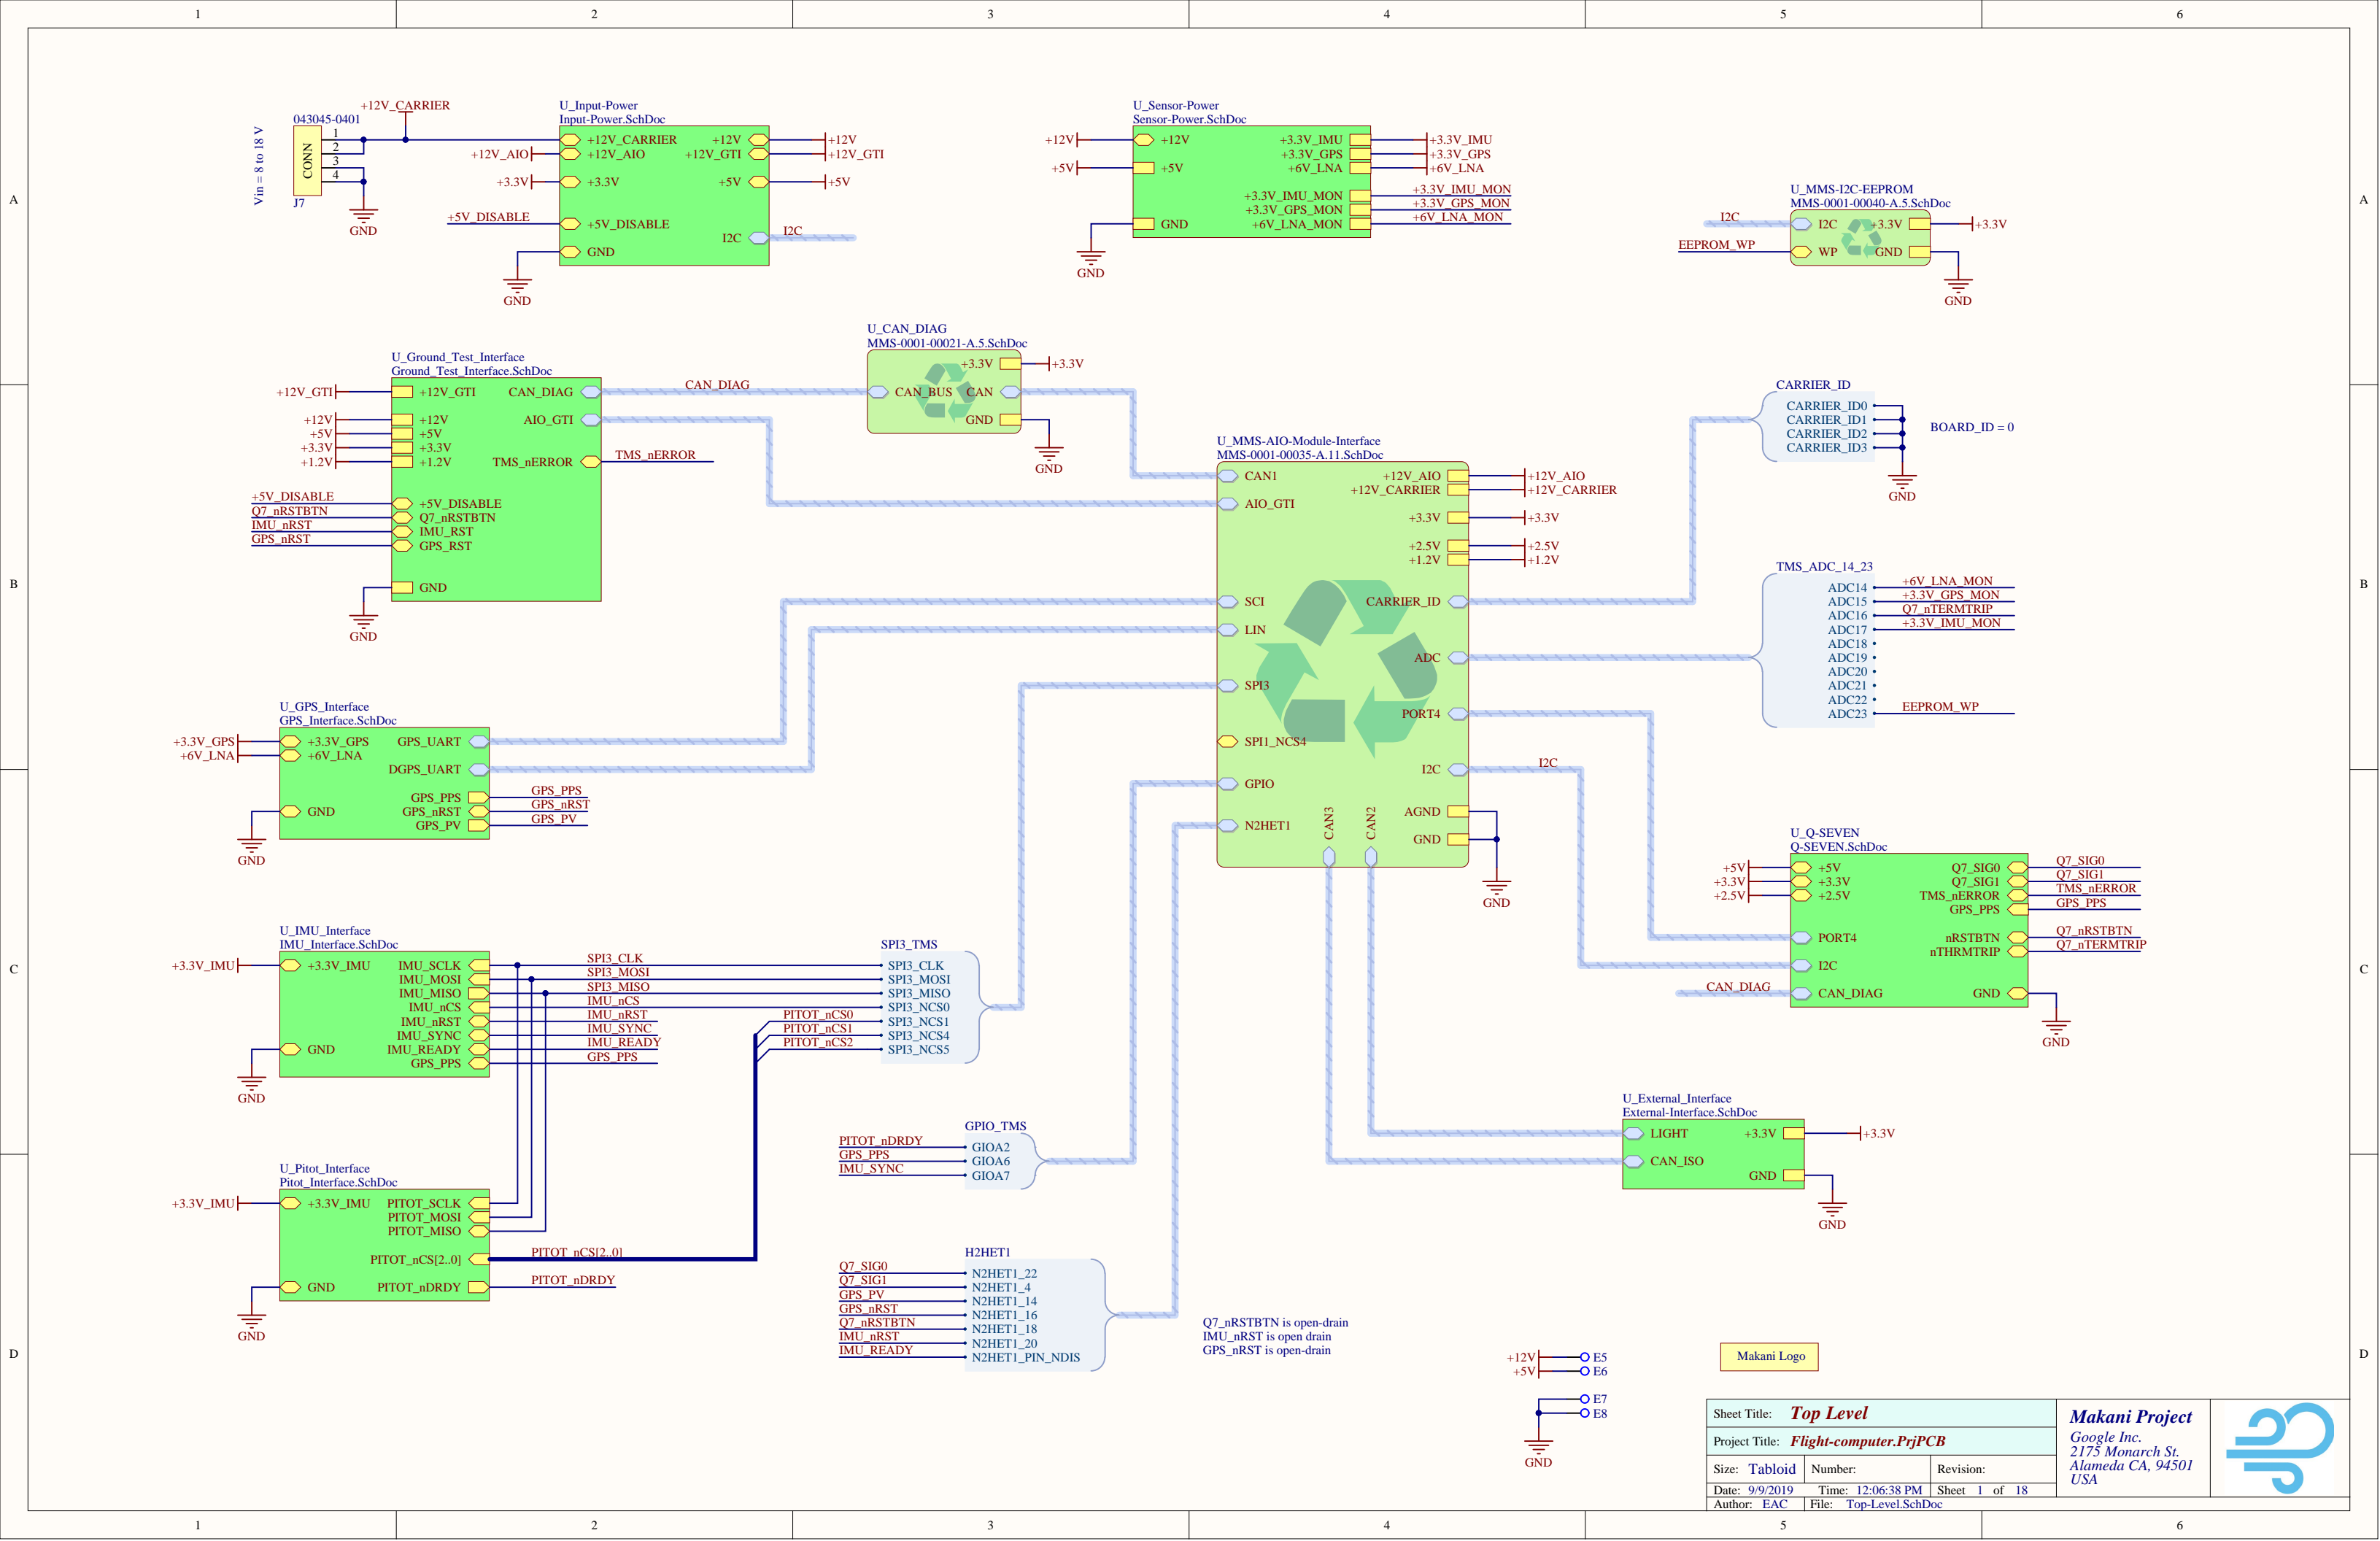 1 2 3 4 5 6
A
B
C
D
A
B
C
D
Vin = 8 to 18 V
043045-0401
CONN
1
2
3
4
J7
+12V_CARRIER
GND
U_Input-Power
Input-Power.SchDoc
+12V_CARRIER +12V +12V
+12V_AIO +12V_AIO +12V_GTI +12V_GTI
+3.3V +3.3V +5V +5V
+5V_DISABLE +5V_DISABLE
I2C I2C
GND
GND
U_Sensor-Power
Sensor-Power.SchDoc
+12V +12V +3.3V_IMU +3.3V_IMU
+3.3V_GPS +3.3V_GPS
+5V +5V +6V_LNA +6V_LNA
+3.3V_IMU_MON +3.3V_IMU_MON
+3.3V_GPS_MON +3.3V_GPS_MON
GND +6V_LNA_MON +6V_LNA_MON
GND
U_MMS-I2C-EEPROM
MMS-0001-00040-A.5.SchDoc
I2C I2C +3.3V +3.3V
EEPROM_WP WP GND
GND
U_Ground_Test_Interface
Ground_Test_Interface.SchDoc
+12V_GTI +12V_GTI CAN_DIAG CAN_DIAG
+12V +12V AIO_GTI
+5V +5V
+3.3V +3.3V
+1.2V +1.2V TMS_nERROR TMS_nERROR
+5V_DISABLE +5V_DISABLE
Q7_nRSTBTN Q7_nRSTBTN
IMU_nRST IMU_RST
GPS_nRST GPS_RST
GND
GND
U_CAN_DIAG
MMS-0001-00021-A.5.SchDoc
+3.3V +3.3V
CAN_BUS CAN
GND
GND
U_MMS-AIO-Module-Interface
MMS-0001-00035-A.11.SchDoc
CAN1 +12V_AIO +12V_AIO
+12V_CARRIER +12V_CARRIER
AIO_GTI
+3.3V +3.3V
+2.5V +2.5V
+1.2V +1.2V
SCI CARRIER_ID
LIN
ADC
SPI3
PORT4
SPI1_NCS4
I2C I2C
GPIO
AGND
N2HET1
GND
CAN3 CAN2
GND
CARRIER_ID
CARRIER_ID0
CARRIER_ID1
CARRIER_ID2
CARRIER_ID3
BOARD_ID = 0
GND
TMS_ADC_14_23
ADC14 +6V_LNA_MON
ADC15 +3.3V_GPS_MON
ADC16 Q7_nTERMTRIP
ADC17 +3.3V_IMU_MON
ADC18
ADC19
ADC20
ADC21
ADC22
ADC23 EEPROM_WP
U_GPS_Interface
GPS_Interface.SchDoc
+3.3V_GPS +3.3V_GPS GPS_UART
+6V_LNA +6V_LNA
DGPS_UART
GPS_PPS GPS_PPS
GND GPS_nRST GPS_nRST
GPS_PV GPS_PV
GND
U_Q-SEVEN
Q-SEVEN.SchDoc
+5V +5V Q7_SIG0 Q7_SIG0
+3.3V +3.3V Q7_SIG1 Q7_SIG1
+2.5V +2.5V TMS_nERROR TMS_nERROR
GPS_PPS GPS_PPS
PORT4 nRSTBTN Q7_nRSTBTN
nTHRMTRIP Q7_nTERMTRIP
I2C
CAN_DIAG CAN_DIAG GND
GND
U_IMU_Interface
IMU_Interface.SchDoc
+3.3V_IMU +3.3V_IMU IMU_SCLK SPI3_CLK
IMU_MOSI SPI3_MOSI
IMU_MISO SPI3_MISO
IMU_nCS IMU_nCS
IMU_nRST IMU_nRST
IMU_SYNC IMU_SYNC
GND IMU_READY IMU_READY
GPS_PPS GPS_PPS
GND
SPI3_TMS
SPI3_CLK
SPI3_MOSI
SPI3_MISO
SPI3_NCS0
PITOT_nCS0 SPI3_NCS1
PITOT_nCS1 SPI3_NCS4
PITOT_nCS2 SPI3_NCS5
U_External_Interface
External-Interface.SchDoc
LIGHT +3.3V +3.3V
CAN_ISO
GND
GND
GPIO_TMS
PITOT_nDRDY GIOA2
GPS_PPS GIOA6
IMU_SYNC GIOA7
U_Pitot_Interface
Pitot_Interface.SchDoc
+3.3V_IMU +3.3V_IMU PITOT_SCLK
PITOT_MOSI
PITOT_MISO
PITOT_nCS[2..0] PITOT_nCS[2..0]
GND PITOT_nDRDY PITOT_nDRDY
GND
H2HET1
Q7_SIG0 N2HET1_22
Q7_SIG1 N2HET1_4
GPS_PV N2HET1_14
GPS_nRST N2HET1_16
Q7_nRSTBTN N2HET1_18
IMU_nRST N2HET1_20
IMU_READY N2HET1_PIN_NDIS
Q7_nRSTBTN is open-drain
IMU_nRST is open drain
GPS_nRST is open-drain
+12V E5
+5V E6
E7
E8
GND
Makani Logo
Sheet Title: Top Level
Project Title: Flight-computer.PrjPCB
Size: Tabloid Number: Revision:
Date: 9/9/2019 Time: 12:06:38 PM Sheet 1 of 18
Author: EAC File: Top-Level.SchDoc
Makani Project
Google Inc.
2175 Monarch St.
Alameda CA, 94501
USA
1 2 3 4 5 6